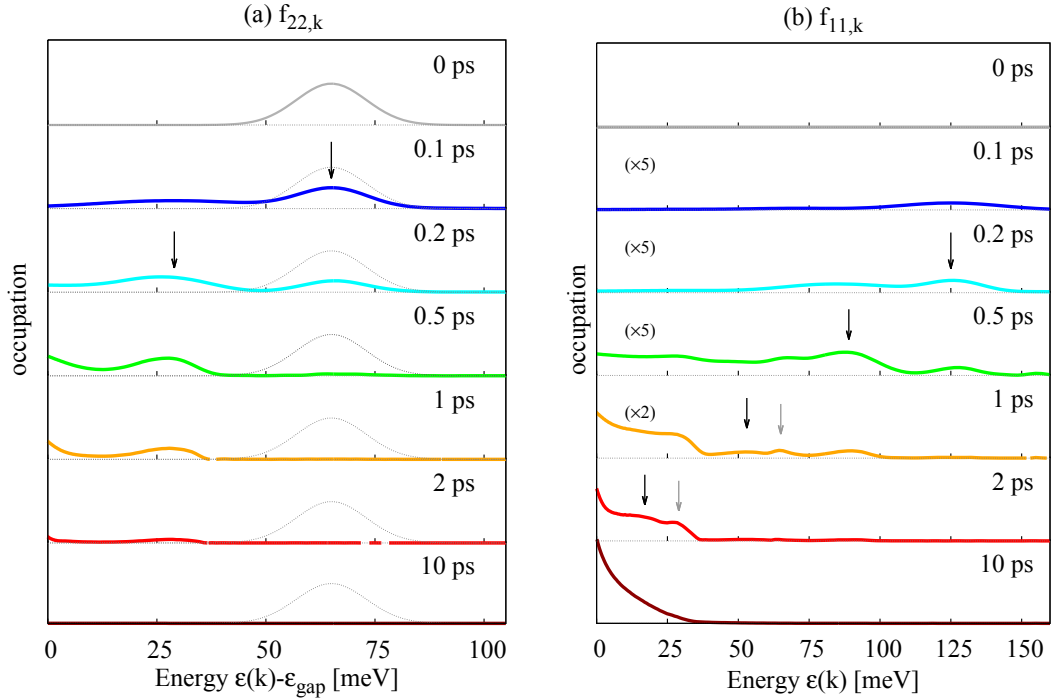 (a) f22,k
0 ps
0.1 ps
0.2 ps
0.5 ps
1 ps
2 ps
10 ps
occupation
0 25 50 75 100
Energy ε(k)-εgap [meV]
(b) f11,k
0 ps
(×5) 0.1 ps
(×5) 0.2 ps
(×5) 0.5 ps
(×2) 1 ps
2 ps
10 ps
occupation
0 25 50 75 100 125 150
Energy ε(k) [meV]